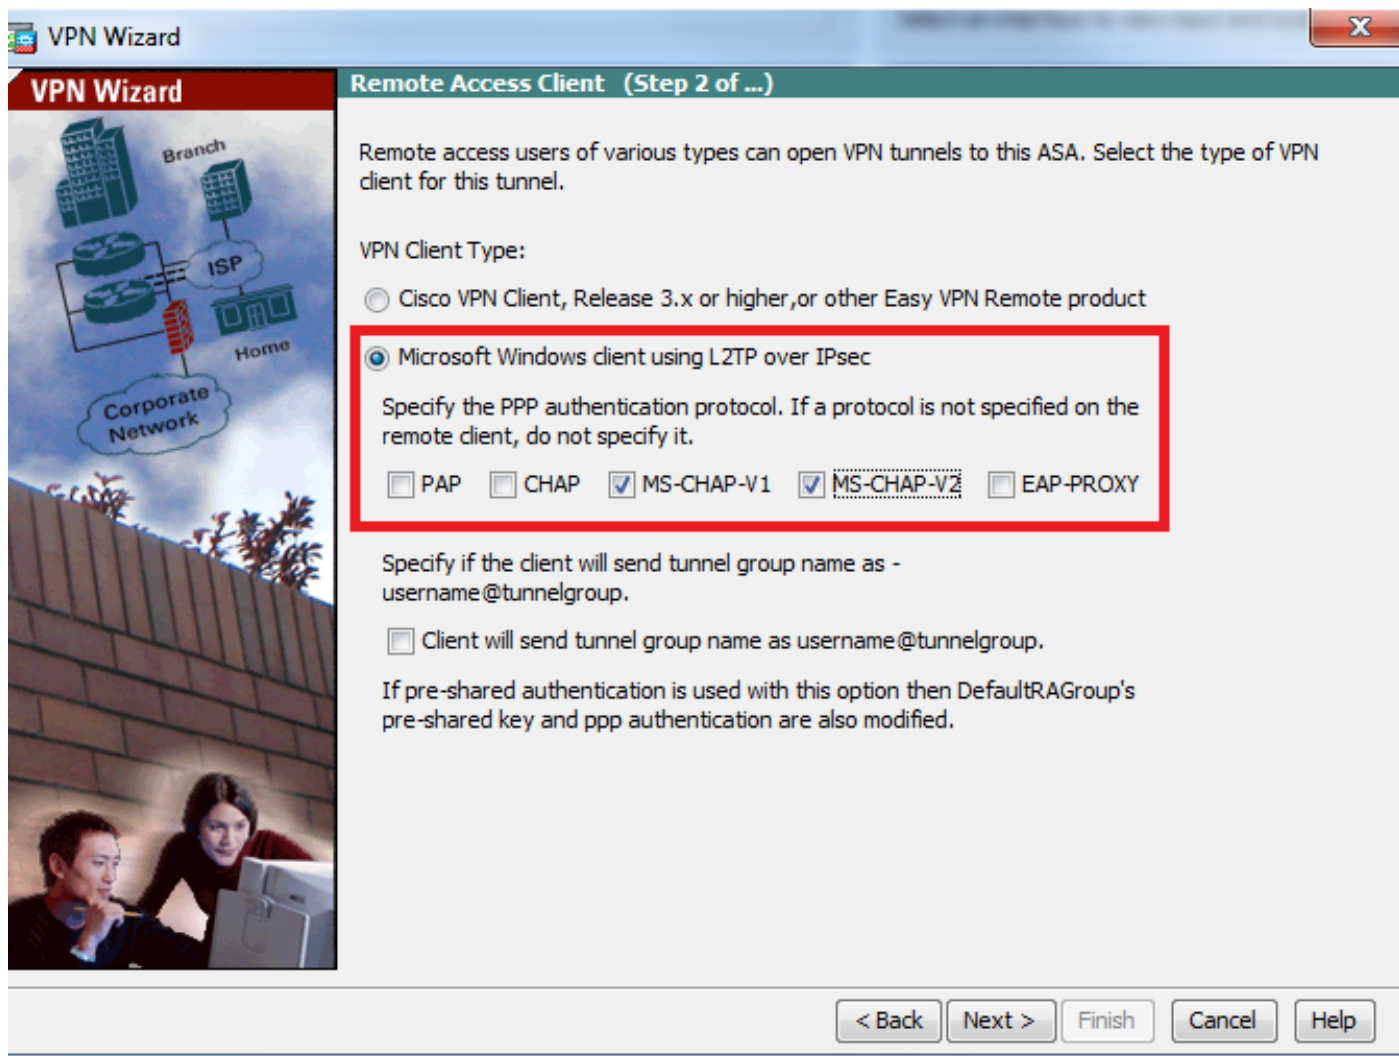 VPN Wizard
VPN Wizard
Remote Access Client (Step 2 of ...)
Branch
ISP
Home
Corporate
Network
Remote access users of various types can open VPN tunnels to this ASA. Select the type of VPN
client for this tunnel.
VPN Client Type:
Cisco VPN Client, Release 3.x or higher,or other Easy VPN Remote product
Microsoft Windows client using L2TP over IPsec
Specify the PPP authentication protocol. If a protocol is not specified on the
remote client, do not specify it.
PAP CHAP MS-CHAP-V1 MS-CHAP-V2 EAP-PROXY
Specify if the client will send tunnel group name as -
username@tunnelgroup.
Client will send tunnel group name as username@tunnelgroup.
If pre-shared authentication is used with this option then DefaultRAGroup's
pre-shared key and ppp authentication are also modified.
< Back Next > Finish Cancel Help